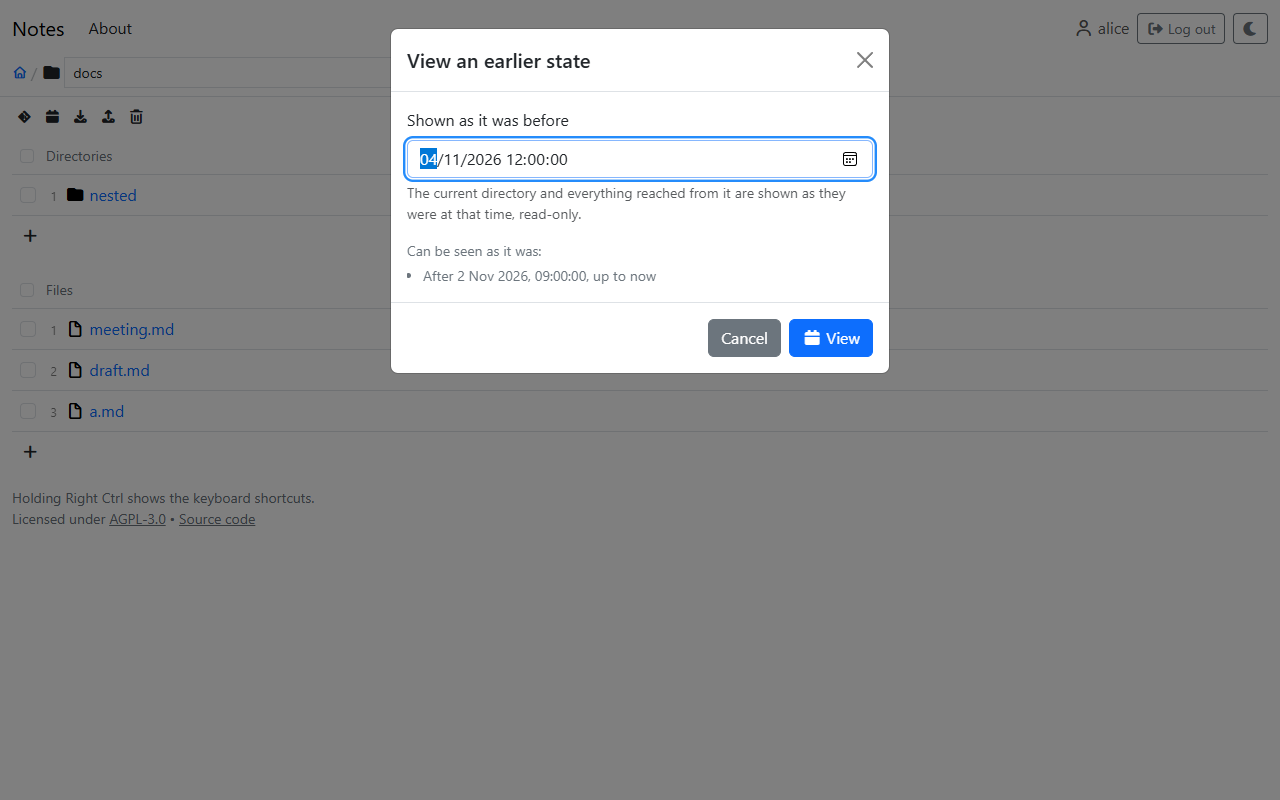 Notes About alice Log out
/ docs
View an earlier state
Shown as it was before
04/11/2026 12:00:00
The current directory and everything reached from it are shown as they
were at that time, read-only.
Can be seen as it was:
• After 2 Nov 2026, 09:00:00, up to now
Cancel View
Directories
1 nested
+
Files
1 meeting.md
2 draft.md
3 a.md
+
Holding Right Ctrl shows the keyboard shortcuts.
Licensed under AGPL-3.0 • Source code